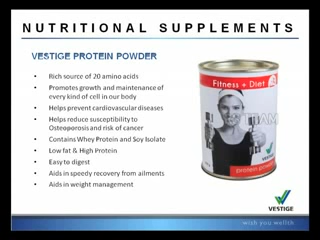 NUTRITIONAL SUPPLEMENTS
VESTIGE PROTEIN POWDER
• Rich source of 20 amino acids
• Promotes growth and maintenance of
every kind of cell in our body
• Helps prevent cardiovascular diseases
• Helps reduce susceptibility to
Osteoporosis and risk of cancer
• Contains Whey Protein and Soy Isolate
• Low fat & High Protein
• Easy to digest
• Aids in speedy recovery from ailments
• Aids in weight management
Fitness + Diet
protein powder
VESTIGE
wish you wellth